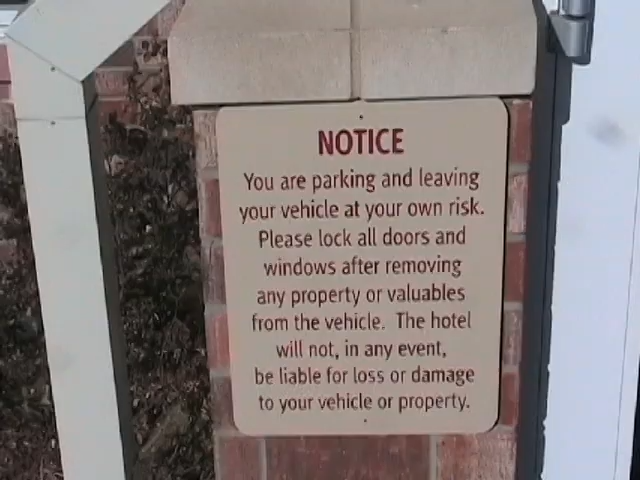 NOTICE
You are parking and leaving
your vehicle at your own risk.
Please lock all doors and
windows after removing
any property or valuables
from the vehicle. The hotel
will not, in any event,
be liable for loss or damage
to your vehicle or property.